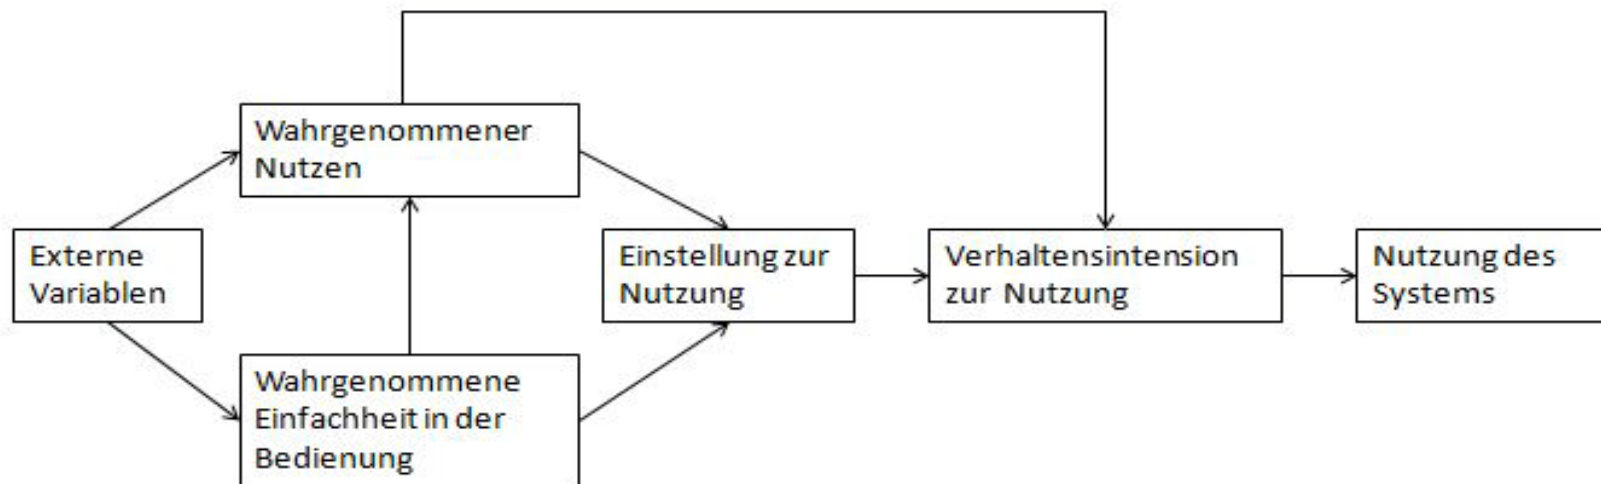 Wahrgenommener
Nutzen
Externe
Variablen
Einstellung zur
Nutzung
Verhaltensintension
zur Nutzung
Nutzung des
Systems
Wahrgenommene
Einfachheit in der
Bedienung